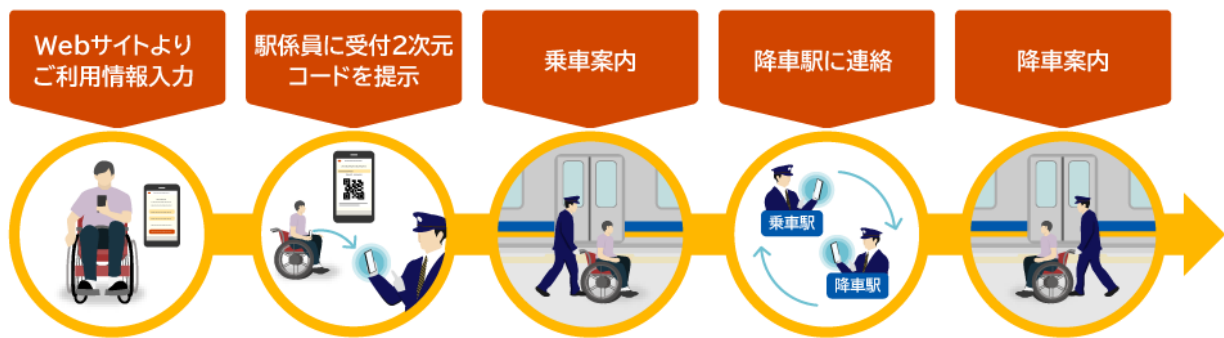 Webサイトより
ご利用情報入力
駅係員に受付2次元
コードを提示
乗車案内
降車駅に連絡
降車案内
乗車駅
降車駅